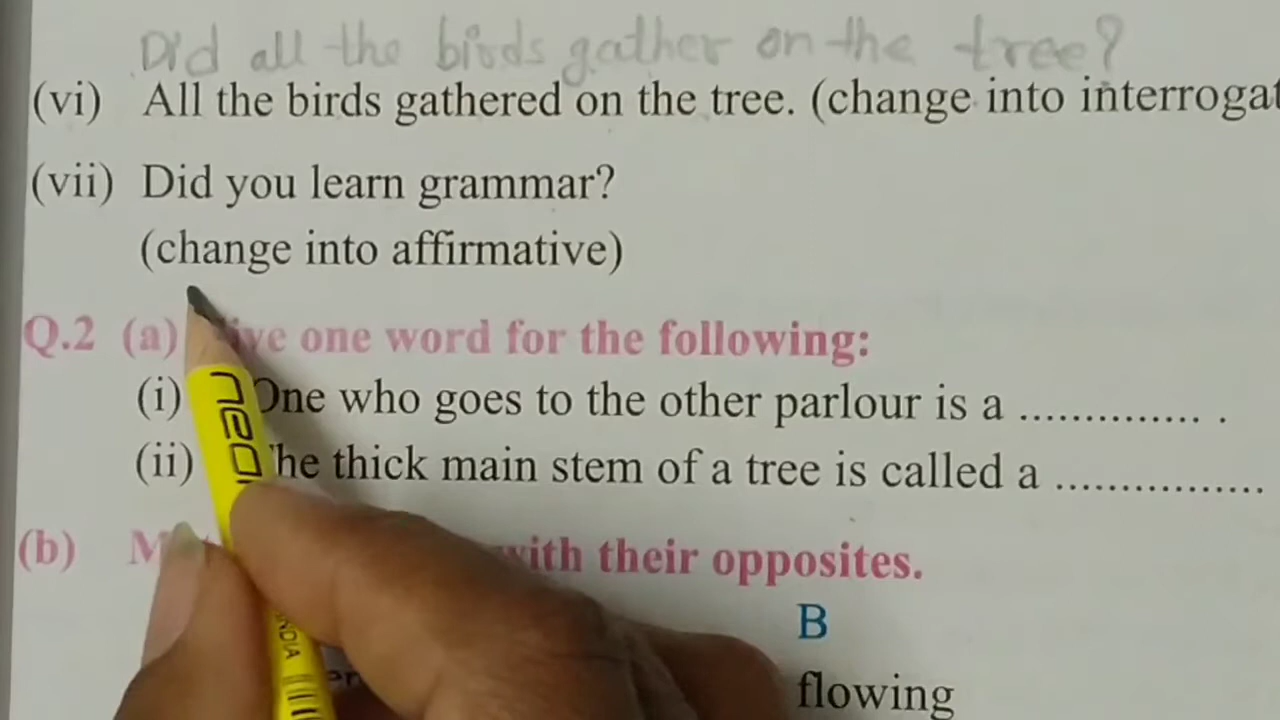 Did all the birds gather on the tree?
(vi) All the birds gathered on the tree. (change into interrogat
(vii) Did you learn grammar?
(change into affirmative)
Q.2 (a) one word for the following:
(i) One who goes to the other parlour is a .............. .
(ii) The thick main stem of a tree is called a ................
(b) with their opposites.
B
flowing